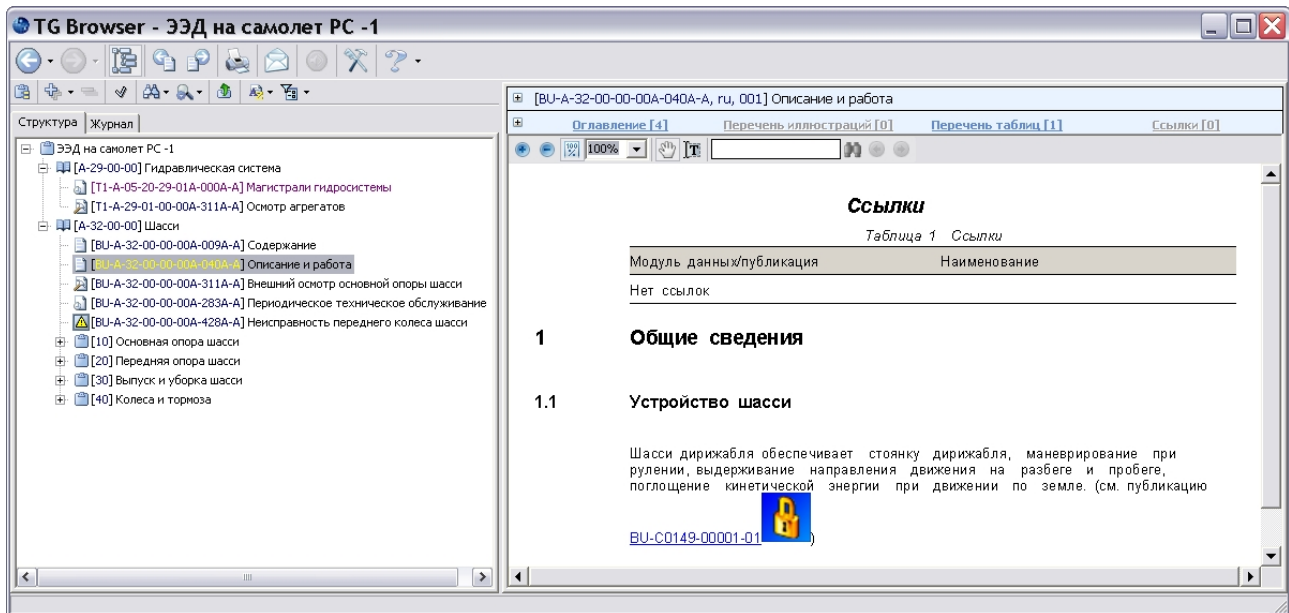 TG Browser - ЭЭД на самолет РС -1
Структура Журнал
ЭЭД на самолет РС -1
[A-29-00-00] Гидравлическая система
[T1-A-05-20-29-01A-000A-A] Магистрали гидросистемы
[T1-A-29-01-00-00A-311A-A] Осмотр агрегатов
[A-32-00-00] Шасси
[BU-A-32-00-00-00A-009A-A] Содержание
[BU-A-32-00-00-00A-040A-A] Описание и работа
[BU-A-32-00-00-00A-311A-A] Внешний осмотр основной опоры шасси
[BU-A-32-00-00-00A-283A-A] Периодическое техническое обслуживание
[BU-A-32-00-00-00A-428A-A] Неисправность переднего колеса шасси
[10] Основная опора шасси
[20] Передняя опора шасси
[30] Выпуск и уборка шасси
[40] Колеса и тормоза
[BU-A-32-00-00-00A-040A-A, ru, 001] Описание и работа
Оглавление [4] Перечень иллюстраций [0] Перечень таблиц [1] Ссылки [0]
100% 100%
Ссылки
Таблица 1 Ссылки
Модуль данных/публикация Наименование
Нет ссылок
1 Общие сведения
1.1 Устройство шасси
Шасси дирижабля обеспечивает стоянку дирижабля, маневрирование при
рулении, выдерживание направления движения на разбеге и пробеге,
поглощение кинетической энергии при движении по земле. (см. публикацию
BU-C0149-00001-01 )